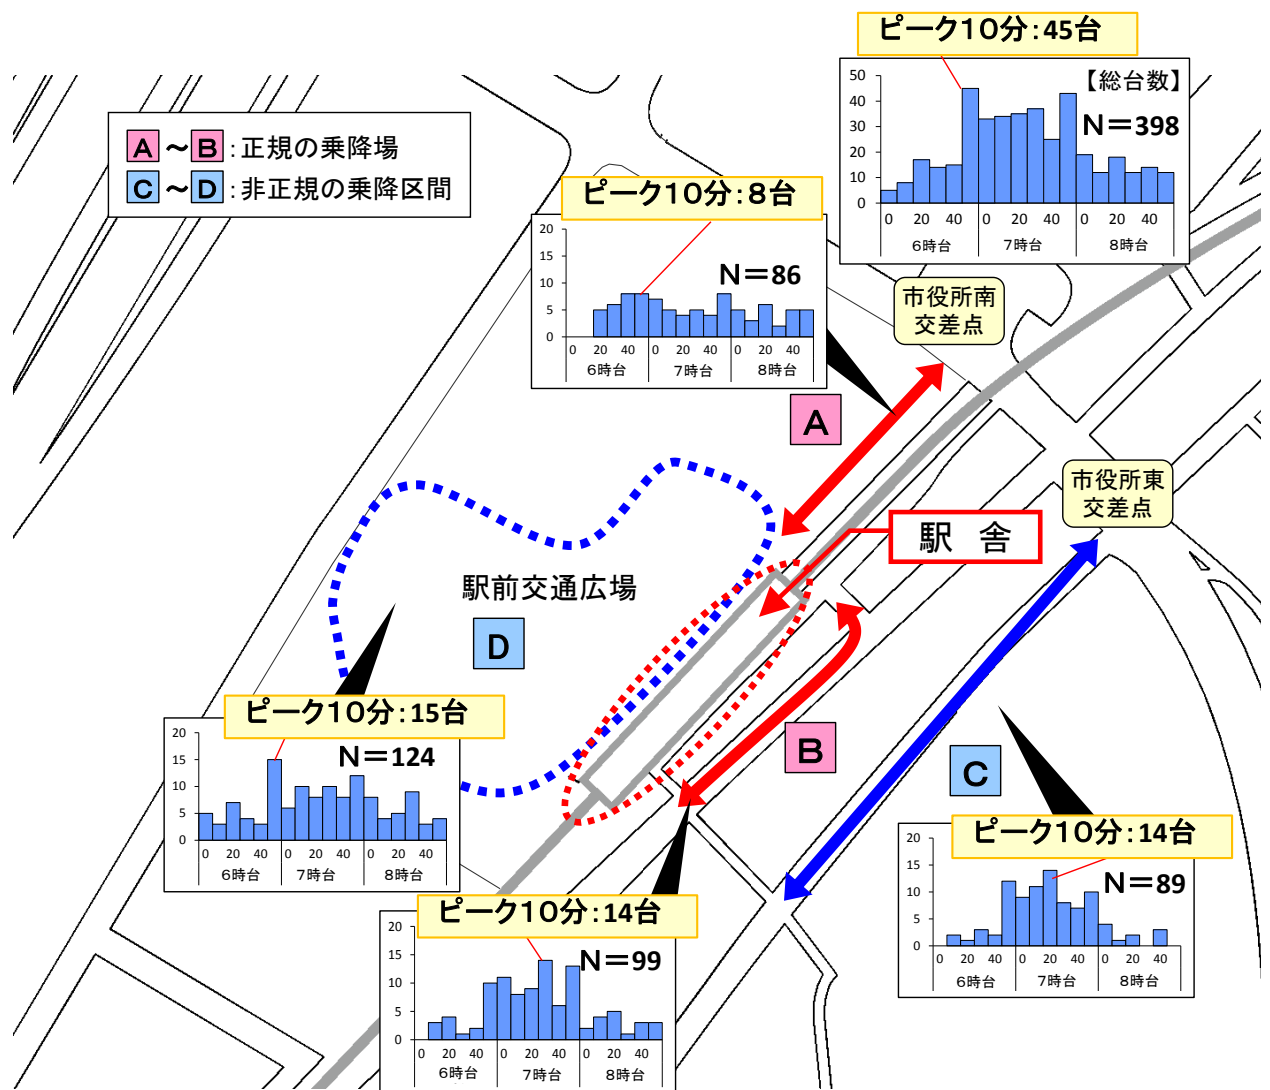 ピーク10分:45台
50
40
30
20
10
0
【総台数】
N=398
0 20 40 0 20 40 0 20 40
6時台 7時台 8時台
A ～ B :正規の乗降場
C ～ D :非正規の乗降区間
ピーク10分:8台
20
15
10
5
0
N=86
0 20 40 0 20 40 0 20 40
6時台 7時台 8時台
市役所南
交差点
A
市役所東
交差点
駅 舎
駅前交通広場
D
B
C
ピーク10分:15台
20
15
10
5
0
N=124
0 20 40 0 20 40 0 20 40
6時台 7時台 8時台
ピーク10分:14台
20
15
10
5
0
N=89
0 20 40 0 20 40 0 20 40
6時台 7時台 8時台
ピーク10分:14台
20
15
10
5
0
N=99
0 20 40 0 20 40 0 20 40
6時台 7時台 8時台